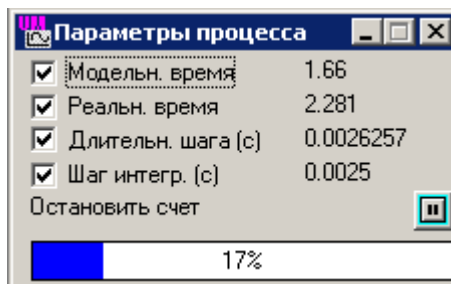 UM Параметры процесса
Модельн. время 1.66
Реальн. время 2.281
Длительн. шага (с) 0.0026257
Шаг интегр. (с) 0.0025
Остановить счет
17%